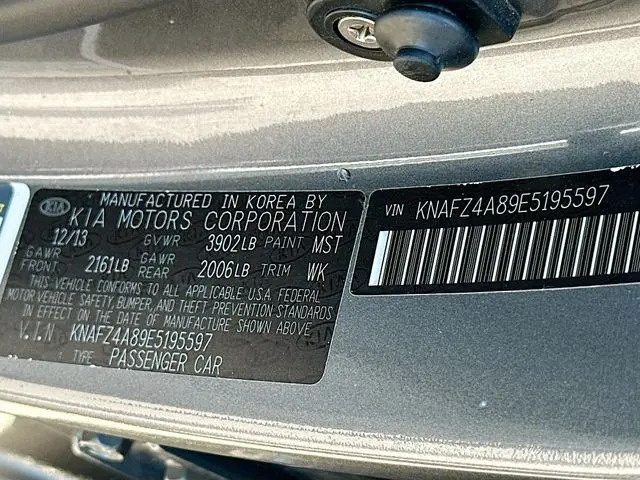 MANUFACTURED IN KOREA BY
KIA KIA MOTORS CORPORATION
12/13 GVWR 3902LB PAINT MST
GAWR FRONT 2161LB GAWR REAR 2006LB TRIM WK
THIS VEHICLE CONFORMS TO ALL APPLICABLE U.S.A. FEDERAL
MOTOR VEHICLE SAFETY, BUMPER, AND THEFT PREVENTION STANDARDS
IN EFFECT ON THE DATE OF MANUFACTURE SHOWN ABOVE
V.I.N KNAFZ4A89E5195597
TYPE PASSENGER CAR
VIN KNAFZ4A89E5195597